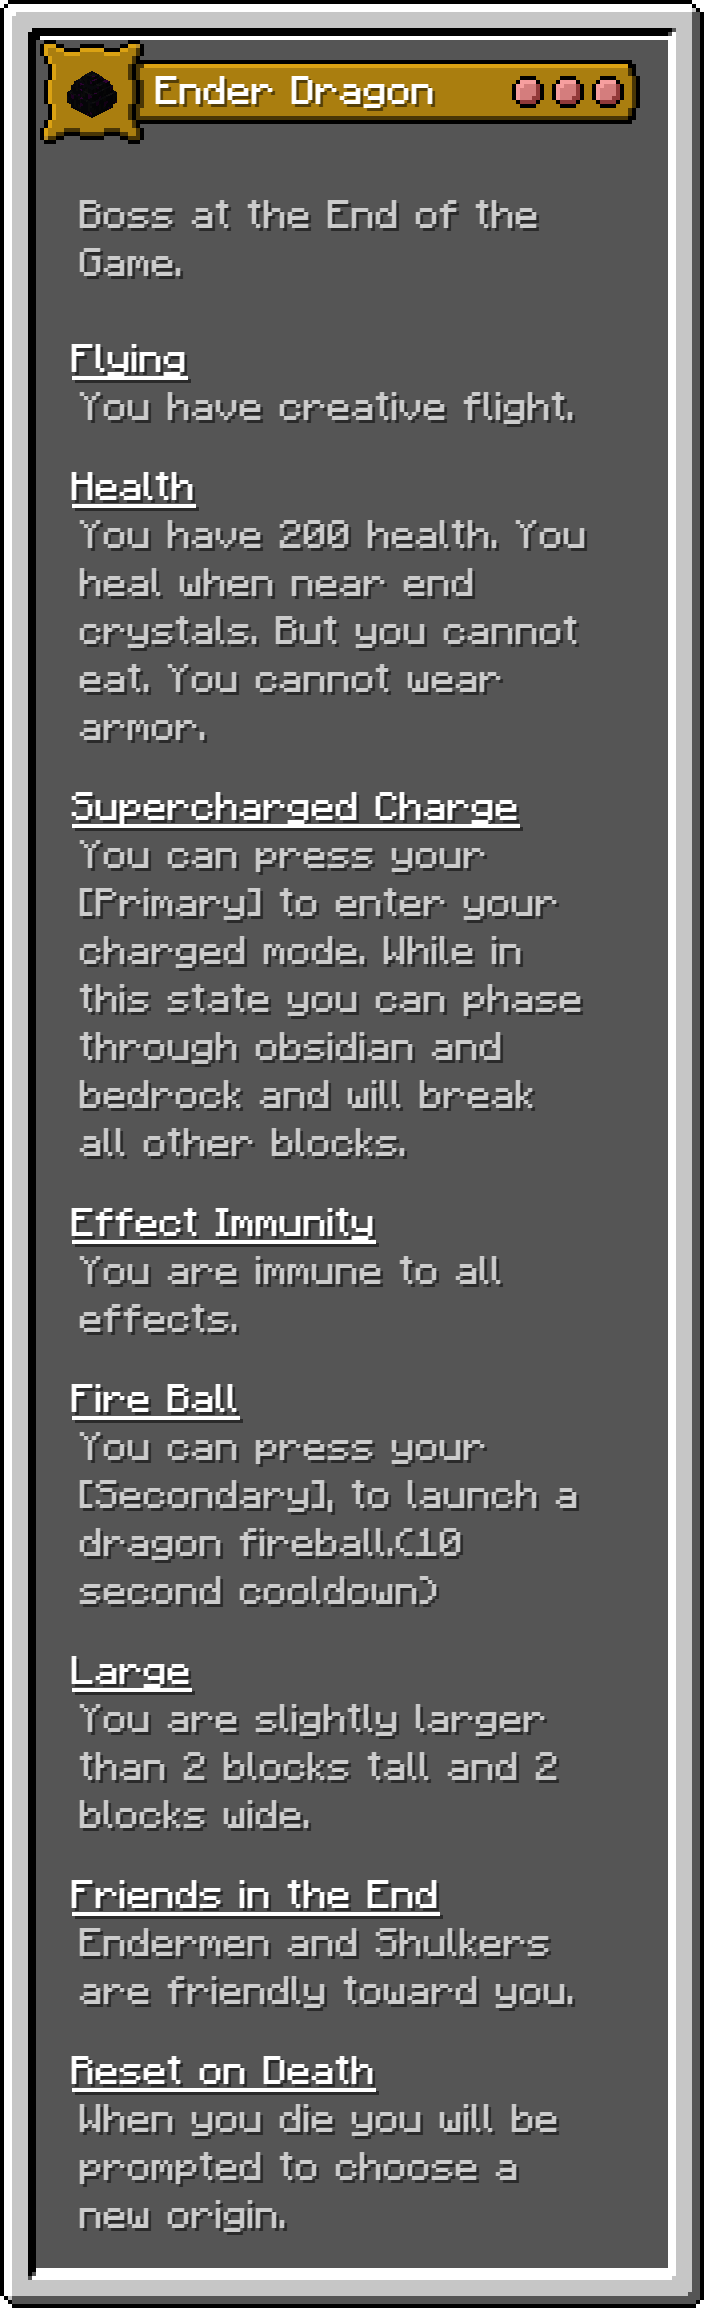 Ender Dragon
Boss at the End of the
Game.
Flying
You have creative flight.
Health
You have 200 health. You
heal when near end
crystals. But you cannot
eat. You cannot wear
armor.
Supercharged Charge
You can press your
[Primary] to enter your
charged mode. While in
this state you can phase
through obsidian and
bedrock and will break
all other blocks.
Effect Immunity
You are immune to all
effects.
Fire Ball
You can press your
[Secondary], to launch a
dragon fireball.(10
second cooldown)
Large
You are slightly larger
than 2 blocks tall and 2
blocks wide.
Friends in the End
Endermen and Shulkers
are friendly toward you.
Reset on Death
When you die you will be
prompted to choose a
new origin.